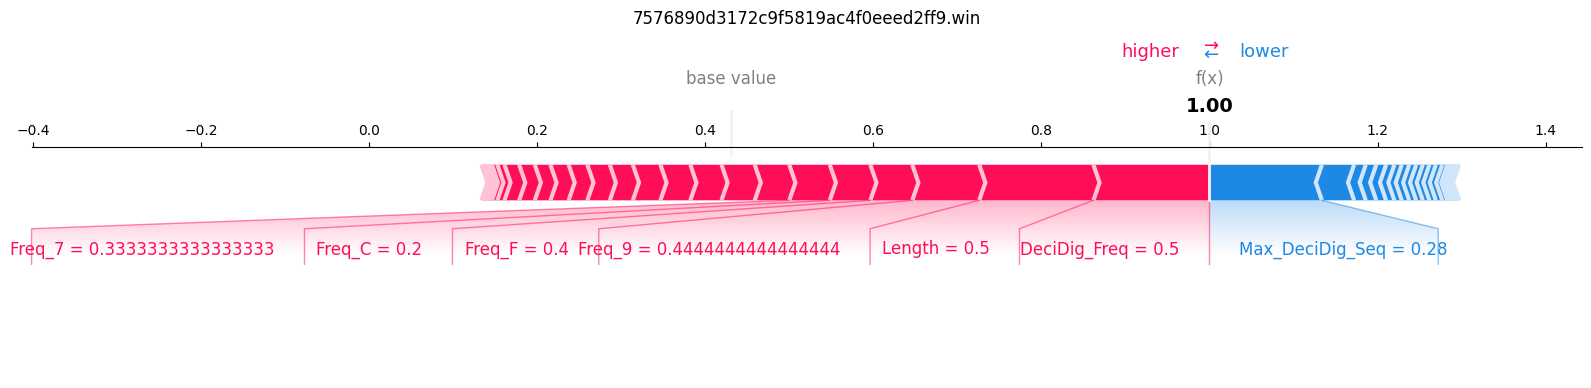 7576890d3172c9f5819ac4f0eeed2ff9.win
higher ⇄ lower
base value f(x)
1.00
−0.4 −0.2 0.0 0.2 0.4 0.6 0.8 1.0 1.2 1.4
Freq_7 = 0.3333333333333333 Freq_C = 0.2 Freq_F = 0.4 Freq_9 = 0.4444444444444444 Length = 0.5 DeciDig_Freq = 0.5 Max_DeciDig_Seq = 0.28